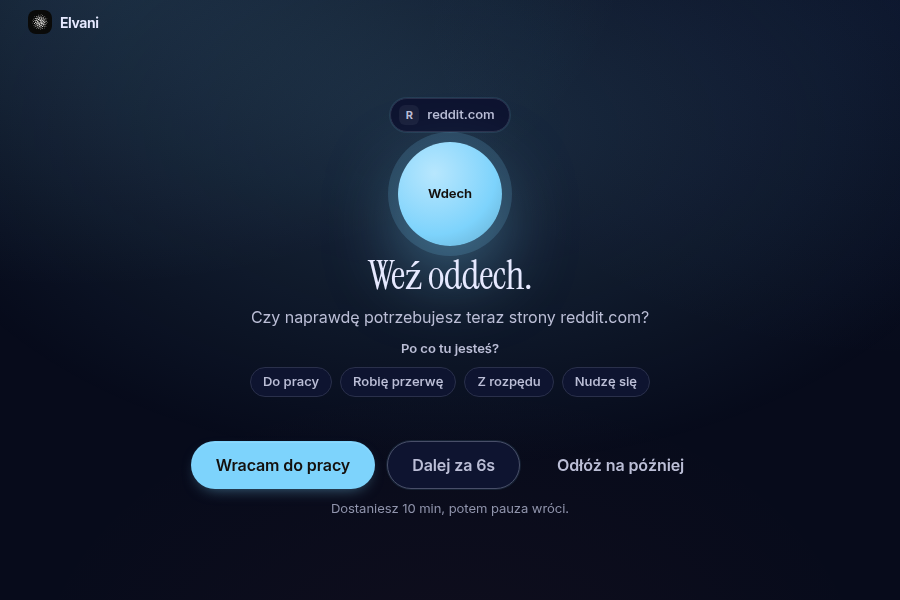 Elvani
R reddit.com
Wdech
Weź oddech.
Czy naprawdę potrzebujesz teraz strony reddit.com?
Po co tu jesteś?
Do pracy Robię przerwę Z rozpędu Nudzę się
Wracam do pracy Dalej za 6s Odłóż na później
Dostaniesz 10 min, potem pauza wróci.